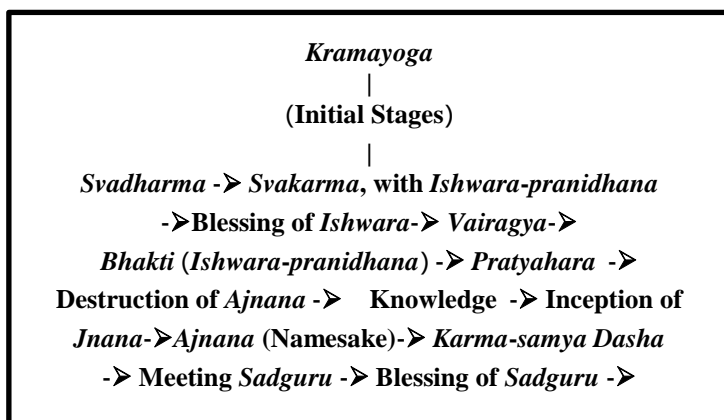 Kramayoga
|
(Initial Stages)
|
Svadharma -➢ Svakarma, with Ishwara-pranidhana
-➢Blessing of Ishwara-➢ Vairagya-➢
Bhakti (Ishwara-pranidhana) -➢ Pratyahara -➢
Destruction of Ajnana -➢ Knowledge -➢ Inception of
Jnana-➢Ajnana (Namesake)-➢ Karma-samya Dasha
-➢ Meeting Sadguru -➢ Blessing of Sadguru -➢